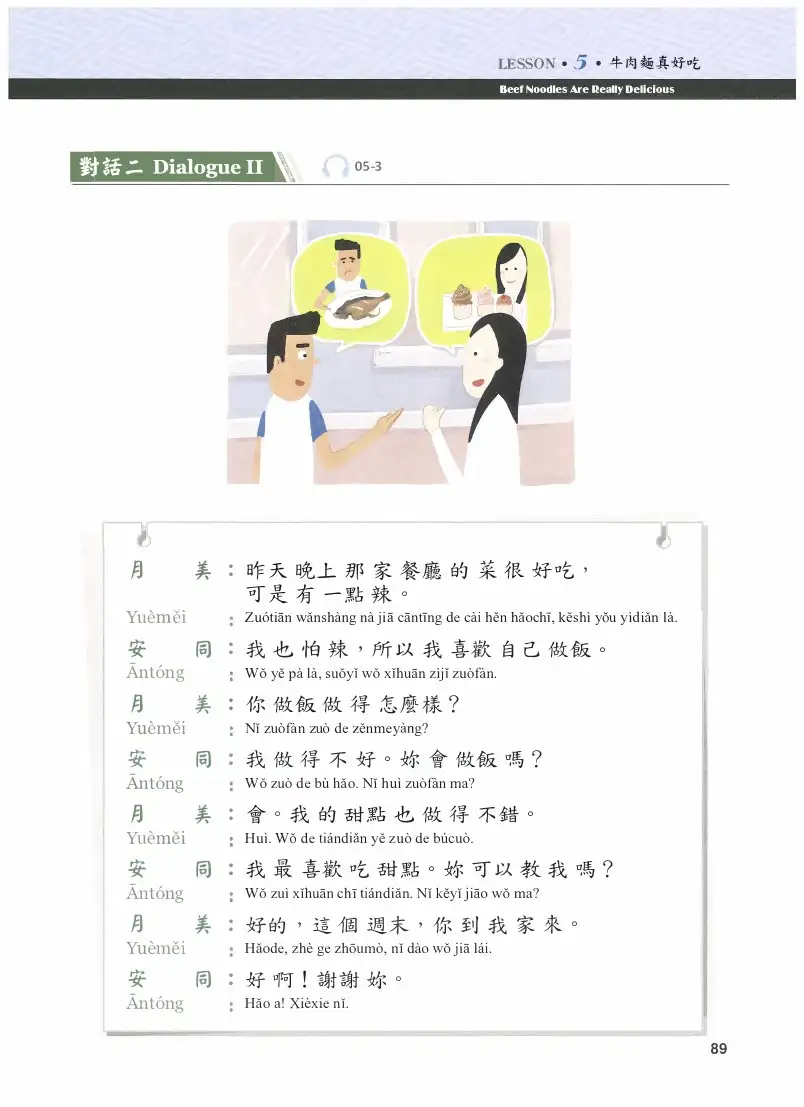 LESSON • 5 • 牛肉麵真好吃
Beef Noodles Are Really Delicious
對話二 Dialogue II
05-3
月 美：昨天晚上那家餐廳的菜很好吃，
可是有一點辣。
Yuèměi : Zuótiān wǎnshàng nà jiā cāntīng de cài hěn hǎochī, kěshì yǒu yìdiǎn là.
安 同：我也怕辣，所以我喜歡自己做飯。
Āntóng : Wǒ yě pà là, suǒyǐ wǒ xǐhuān zìjǐ zuòfàn.
月 美：你做飯做得怎麼樣？
Yuèměi : Nǐ zuòfàn zuò de zěnmeyàng?
安 同：我做得不好。妳會做飯嗎？
Āntóng : Wǒ zuò de bù hǎo. Nǐ huì zuòfàn ma?
月 美：會。我的甜點也做得不錯。
Yuèměi : Huì. Wǒ de tiándiǎn yě zuò de búcuò.
安 同：我最喜歡吃甜點。妳可以教我嗎？
Āntóng : Wǒ zuì xǐhuān chī tiándiǎn. Nǐ kěyǐ jiāo wǒ ma?
月 美：好的，這個週末，你到我家來。
Yuèměi : Hǎode, zhè ge zhōumò, nǐ dào wǒ jiā lái.
安 同：好啊！謝謝妳。
Āntóng : Hǎo a! Xièxie nǐ.
89